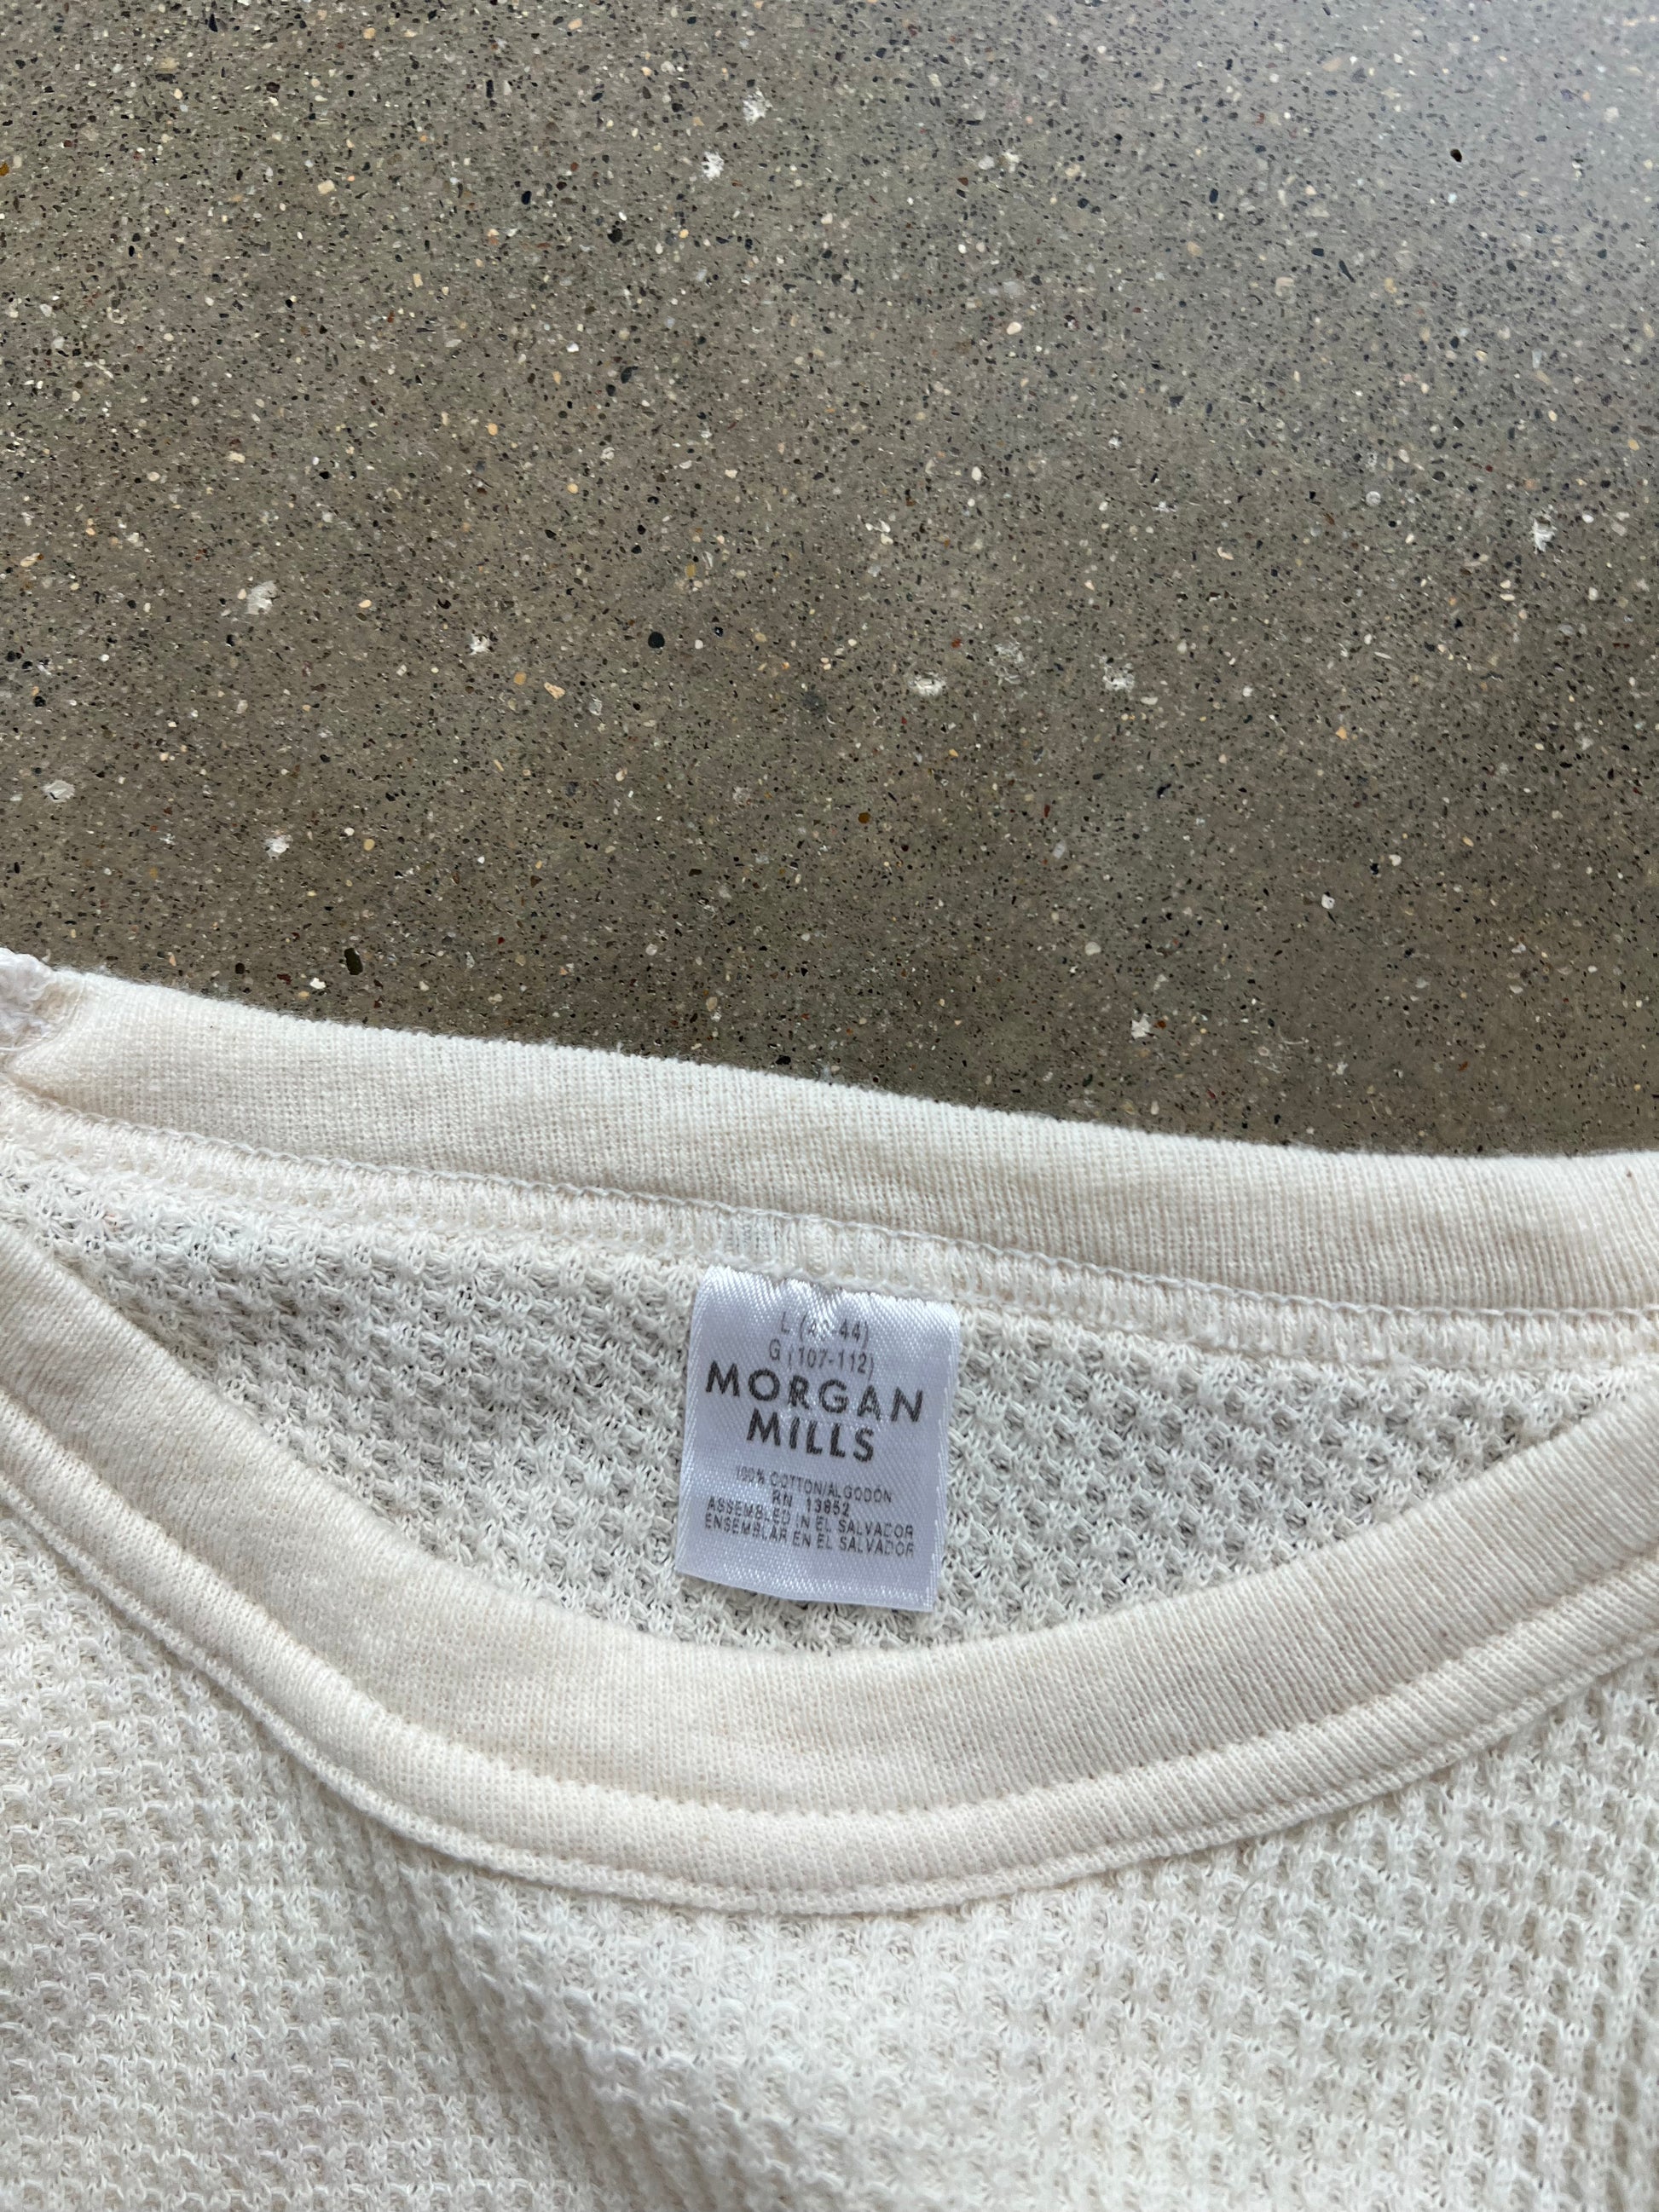 L (42-44)
G (107-112)
MORGAN
MILLS
100% COTTON/ALGODÓN
RN 13852
ASSEMBLED IN EL SALVADOR
ENSEMBLAR EN EL SALVADOR